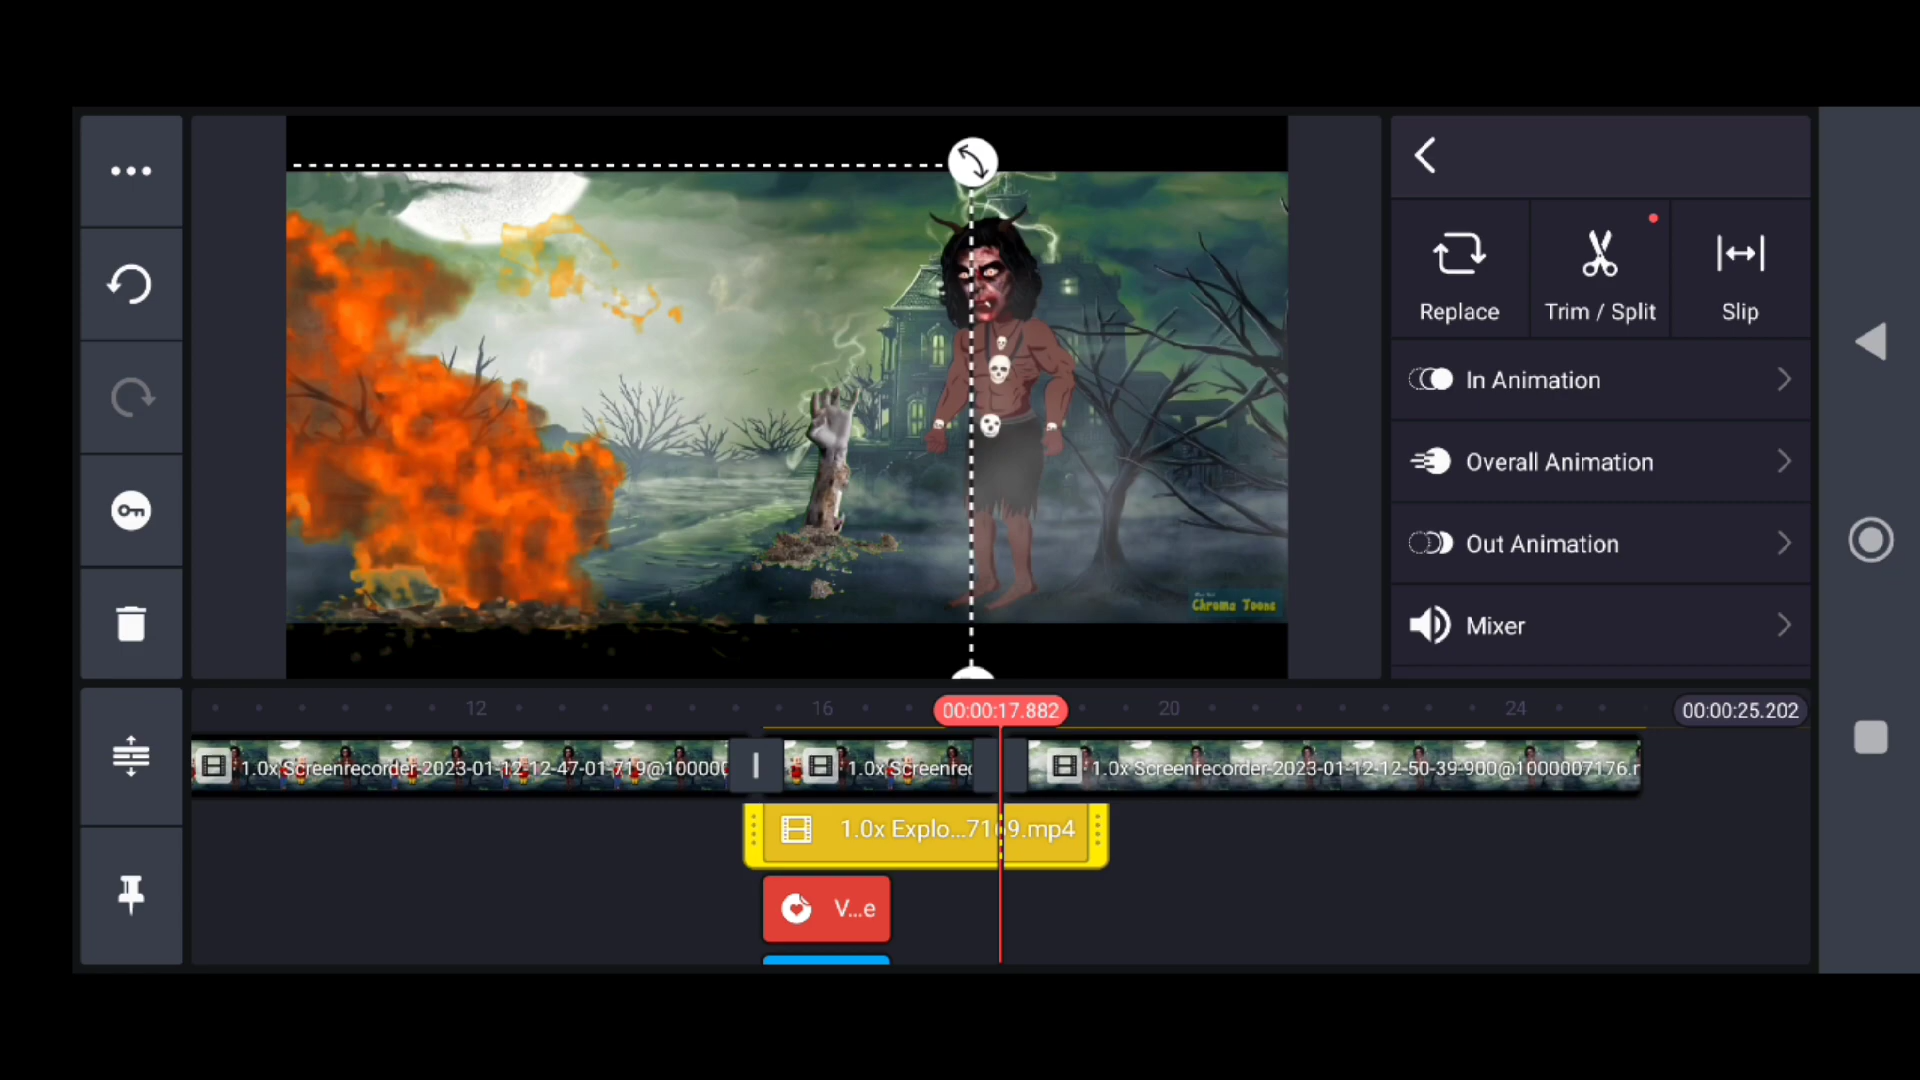 Replace
Trim / Split
Slip
In Animation
Overall Animation
Out Animation
Mixer
Chroma Toons
12
16
00:00:17.882
20
24
00:00:25.202
1.0x Screenrecorder-2023-01-12-12-47-01-719@10000
1.0x Screenrec
1.0x Screenrecorder-2023-01-12-12-50-39-900@1000007176.r
1.0x Explo...7169.mp4
V...e